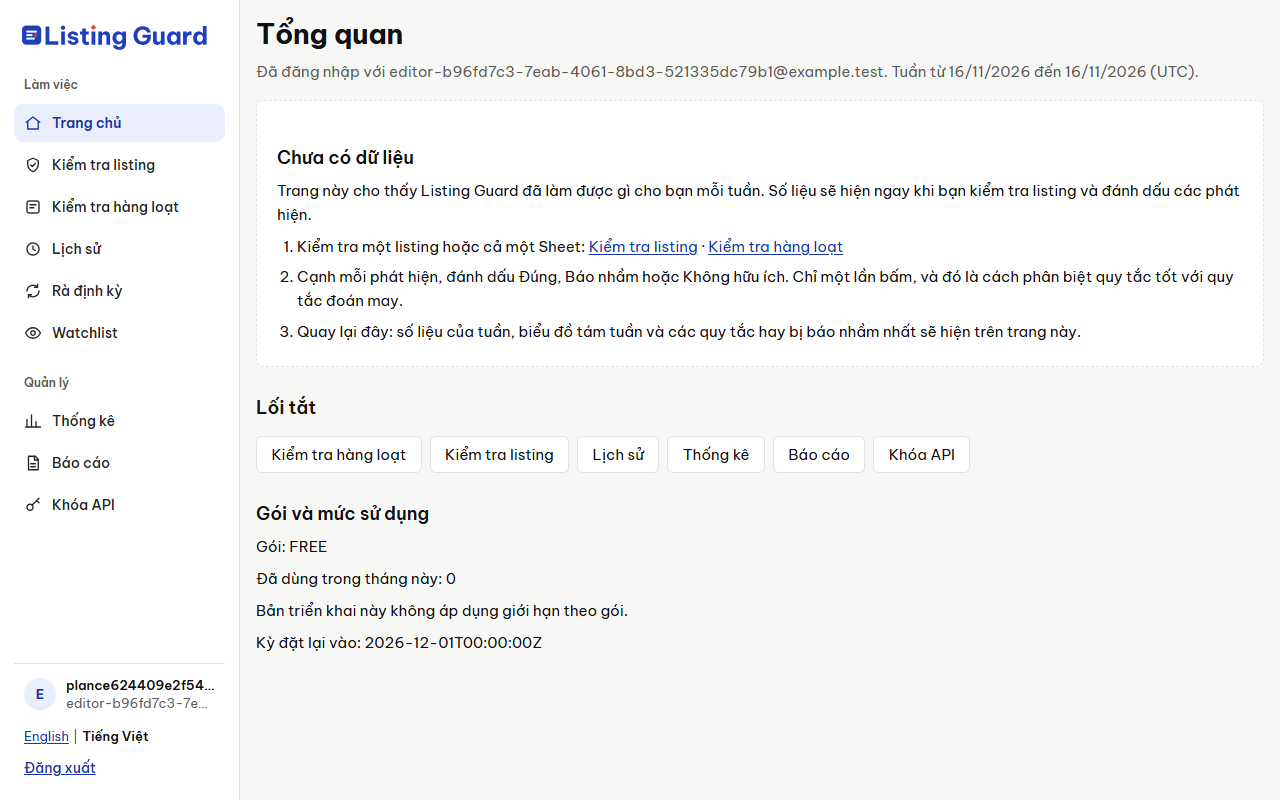 Listing Guard
Làm việc
Trang chủ
Kiểm tra listing
Kiểm tra hàng loạt
Lịch sử
Rà định kỳ
Watchlist
Quản lý
Thống kê
Báo cáo
Khóa API
E
plance624409e2f54...
editor-b96fd7c3-7e...
English | Tiếng Việt
Đăng xuất
Tổng quan
Đã đăng nhập với editor-b96fd7c3-7eab-4061-8bd3-521335dc79b1@example.test. Tuần từ 16/11/2026 đến 16/11/2026 (UTC).
Chưa có dữ liệu
Trang này cho thấy Listing Guard đã làm được gì cho bạn mỗi tuần. Số liệu sẽ hiện ngay khi bạn kiểm tra listing và đánh dấu các phát
hiện.
1. Kiểm tra một listing hoặc cả một Sheet: Kiểm tra listing · Kiểm tra hàng loạt
2. Cạnh mỗi phát hiện, đánh dấu Đúng, Báo nhầm hoặc Không hữu ích. Chỉ một lần bấm, và đó là cách phân biệt quy tắc tốt với quy
tắc đoán may.
3. Quay lại đây: số liệu của tuần, biểu đồ tám tuần và các quy tắc hay bị báo nhầm nhất sẽ hiện trên trang này.
Lối tắt
Kiểm tra hàng loạt Kiểm tra listing Lịch sử Thống kê Báo cáo Khóa API
Gói và mức sử dụng
Gói: FREE
Đã dùng trong tháng này: 0
Bản triển khai này không áp dụng giới hạn theo gói.
Kỳ đặt lại vào: 2026-12-01T00:00:00Z